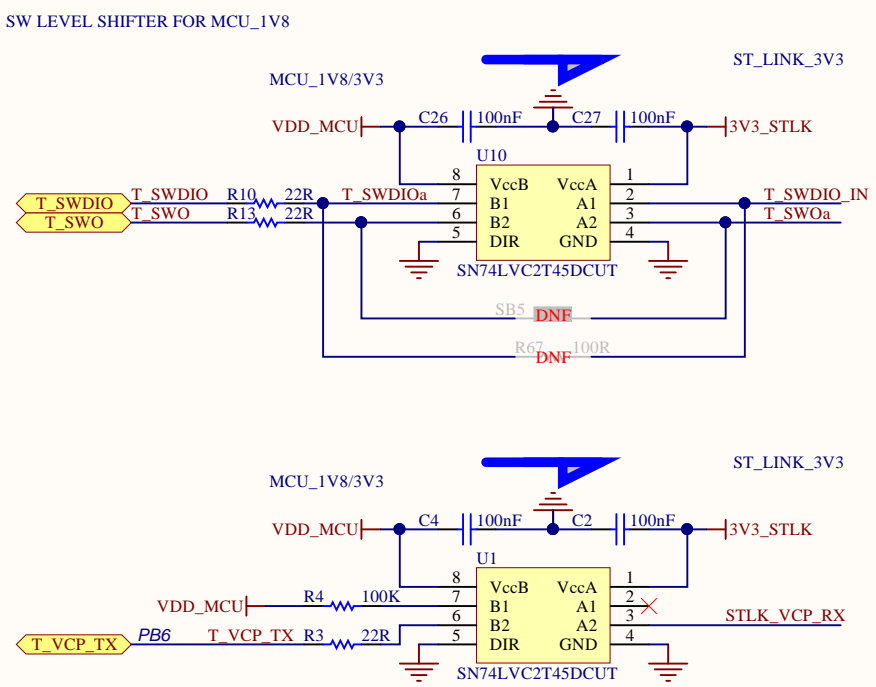 SW LEVEL SHIFTER FOR MCU_1V8
MCU_1V8/3V3
ST_LINK_3V3
VDD_MCU
C26
100nF
C27
100nF
3V3_STLK
U10
8
VccB
VccA
1
7
B1
A1
2
6
B2
A2
3
5
DIR
GND
4
SN74LVC2T45DCUT
T_SWDIO
T_SWDIO
R10
22R
T_SWDIOa
T_SWDIO_IN
T_SWO
T_SWO
R13
22R
T_SWOa
SB5
DNF
R67
DNF
100R
MCU_1V8/3V3
ST_LINK_3V3
VDD_MCU
C4
100nF
C2
100nF
3V3_STLK
U1
8
VccB
VccA
1
VDD_MCU
R4
100K
7
B1
A1
2
6
B2
A2
3
STLK_VCP_RX
T_VCP_TX
PB6
T_VCP_TX
R3
22R
5
DIR
GND
4
SN74LVC2T45DCUT